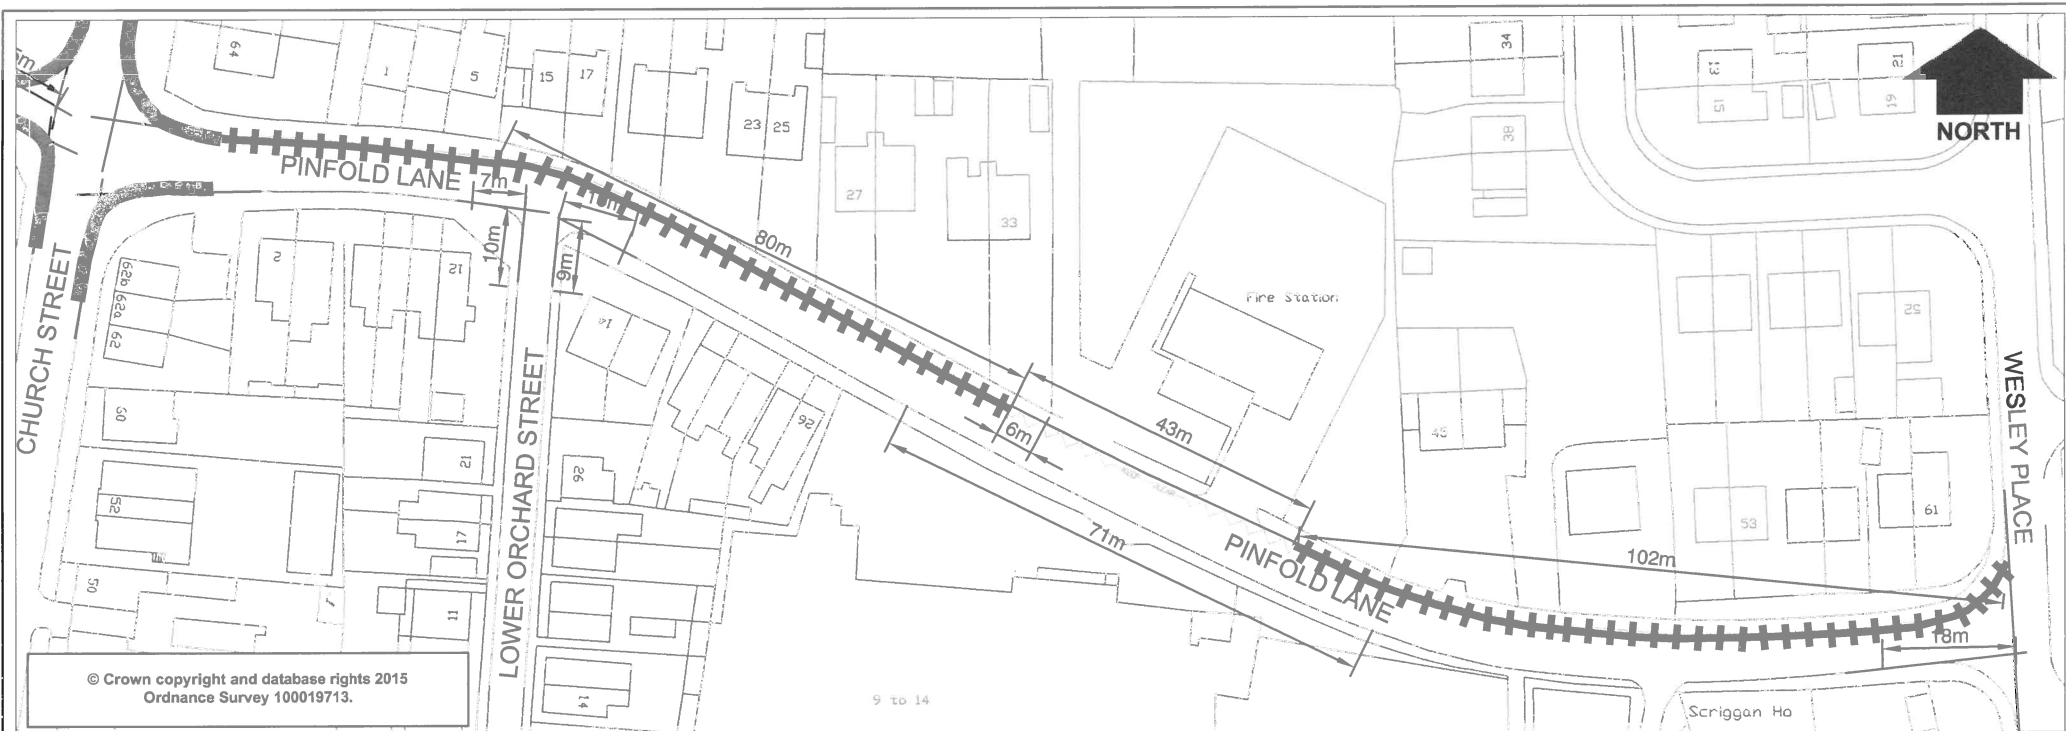 64
1
5
15
17
23
25
34
38
13
15
21
19
NORTH
5m
PINFOLD LANE
7m
10m
9m
80m
27
33
Fire Station
CHURCH STREET
62b
62a
62
2
12
14
26
60
21
52
17
50
11
LOWER ORCHARD STREET
26
14
6m
43m
71m
PINFOLD LANE
45
52
53
61
WESLEY PLACE
102m
18m
© Crown copyright and database rights 2015
Ordnance Survey 100019713.
9 to 14
Scriggan Ho